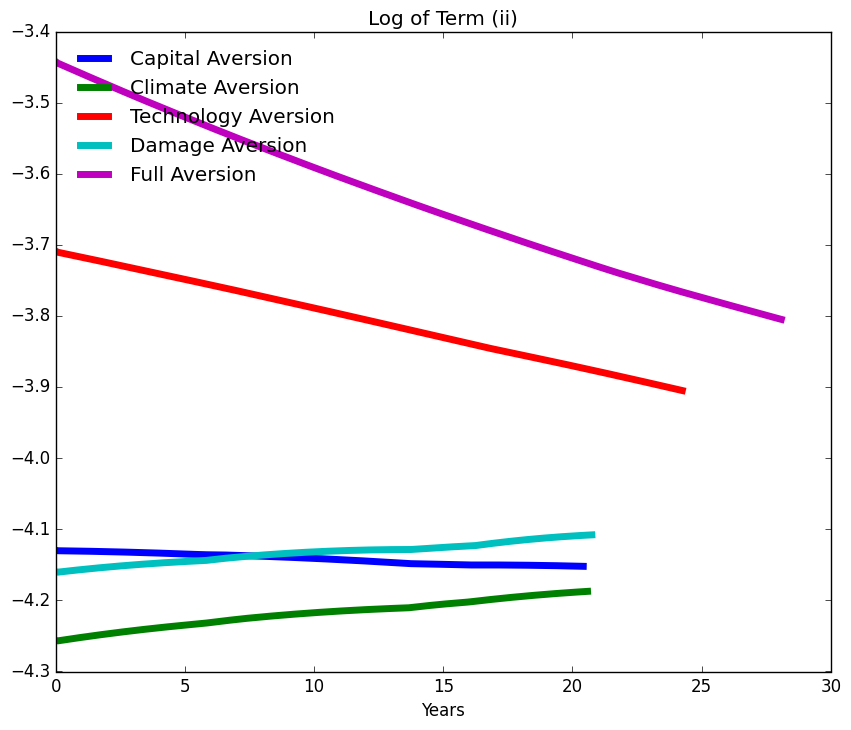 Log of Term (ii)
−3.4
−3.5
−3.6
−3.7
−3.8
−3.9
−4.0
−4.1
−4.2
−4.3
Capital Aversion
Climate Aversion
Technology Aversion
Damage Aversion
Full Aversion
0 5 10 15 20 25 30
Years